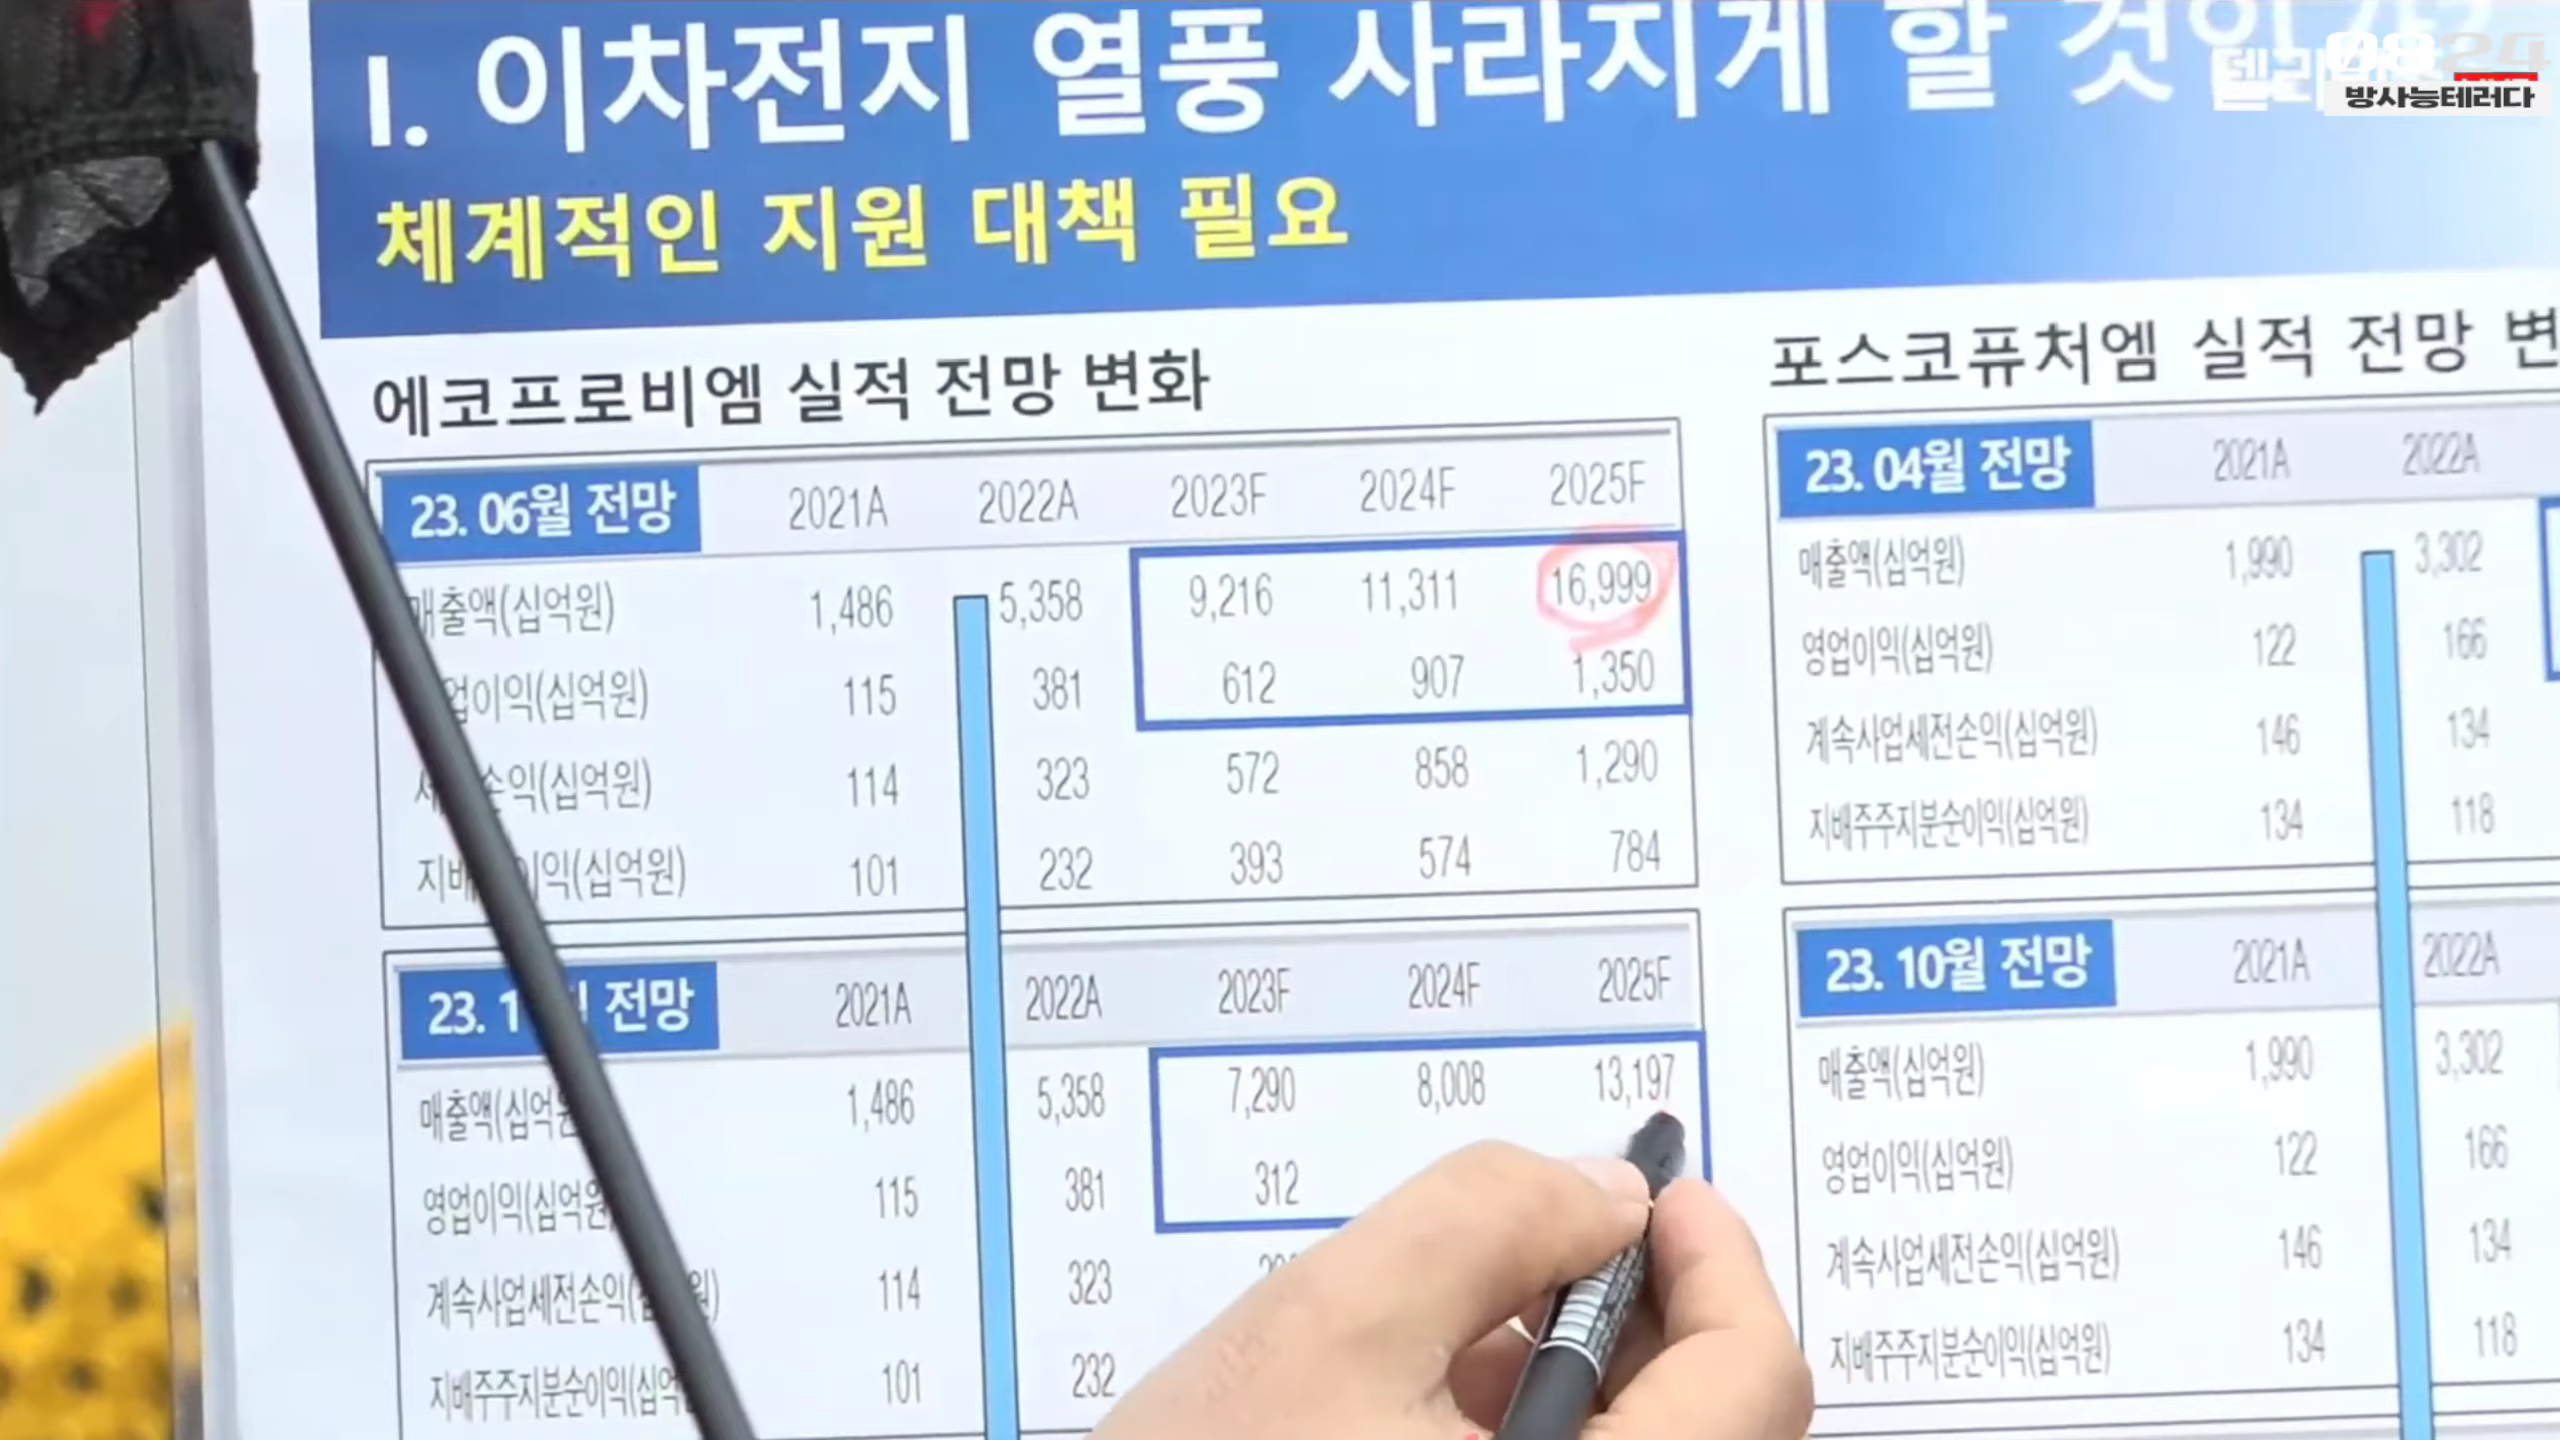 I. 이차전지 열풍 사라지게 할 것인가?
0824
방사능테러다
체계적인 지원 대책 필요
에코프로비엠 실적 전망 변화
23. 06월 전망 2021A 2022A 2023F 2024F 2025F
매출액(십억원) 1,486 5,358 9,216 11,311 16,999
업이익(십억원) 115 381 612 907 1,350
손익(십억원) 114 323 572 858 1,290
지배 이익(십억원) 101 232 393 574 784
23. 1 전망 2021A 2022A 2023F 2024F 2025F
매출액(십억원 1,486 5,358 7,290 8,008 13,197
영업이익(십억원 115 381 312
계속사업세전손익( 원) 114 323
지배주주지분순이익(십억 101 232
포스코퓨처엠 실적 전망 변
23. 04월 전망 2021A 2022A
매출액(십억원) 1,990 3,302
영업이익(십억원) 122 166
계속사업세전손익(십억원) 146 134
지배주주지분순이익(십억원) 134 118
23. 10월 전망 2021A 2022A
매출액(십억원) 1,990 3,302
영업이익(십억원) 122 166
계속사업세전손익(십억원) 146 134
지배주주지분순이익(십억원) 134 118